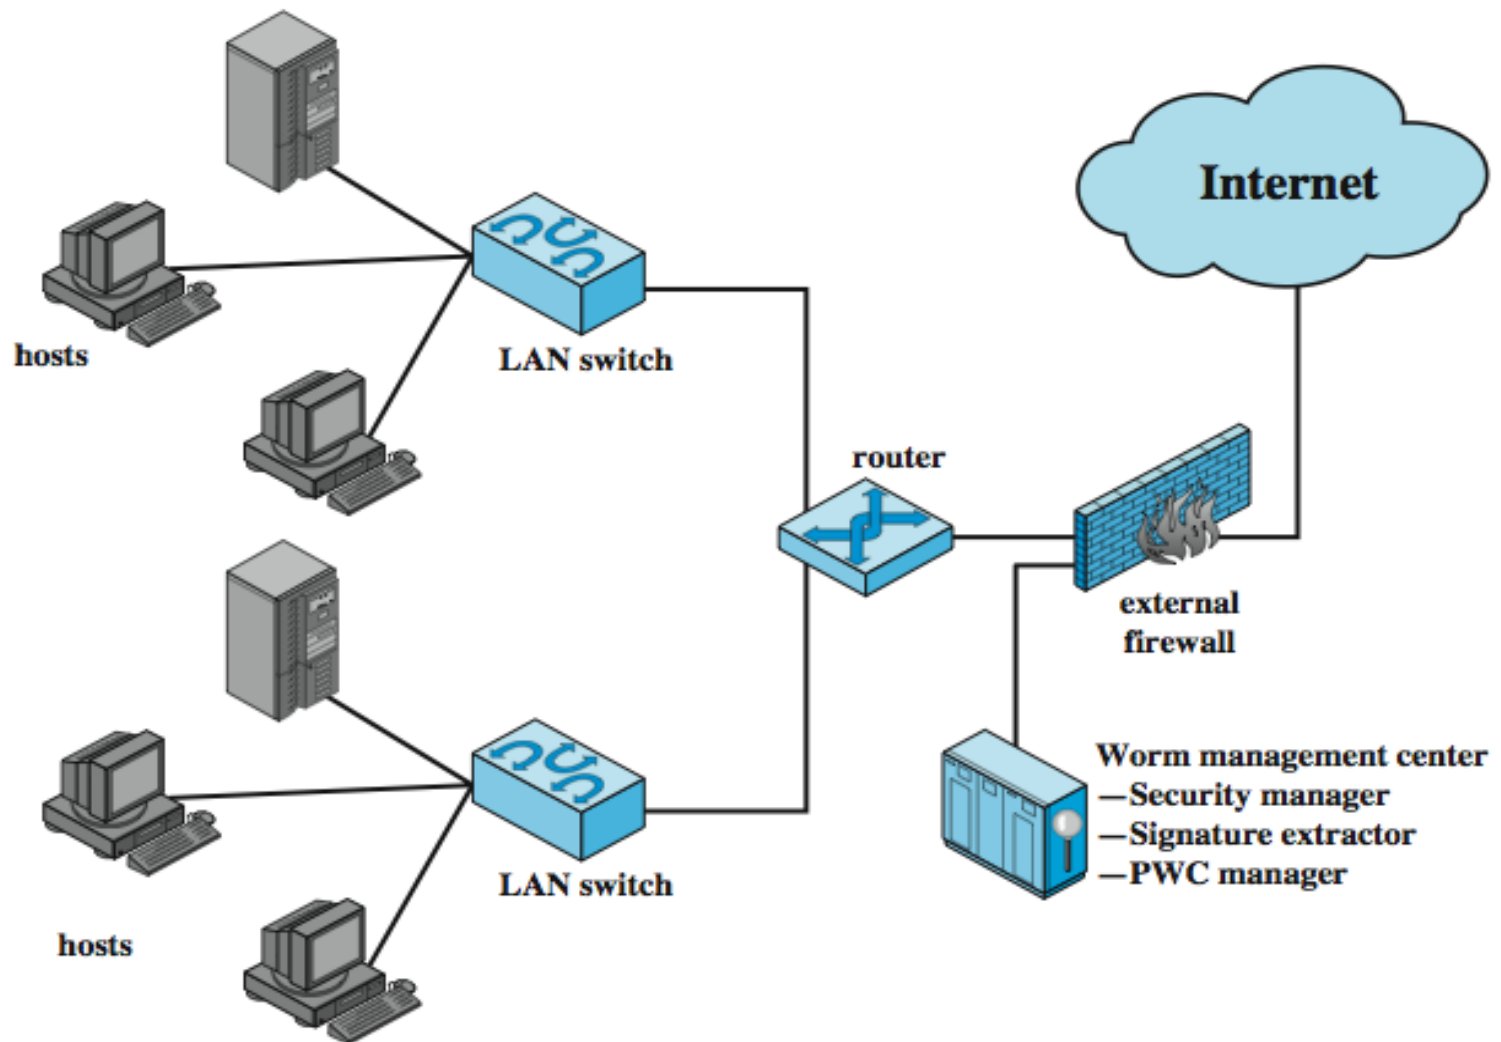 Internet
hosts
LAN switch
router
external
firewall
Worm management center
—Security manager
—Signature extractor
—PWC manager
LAN switch
hosts